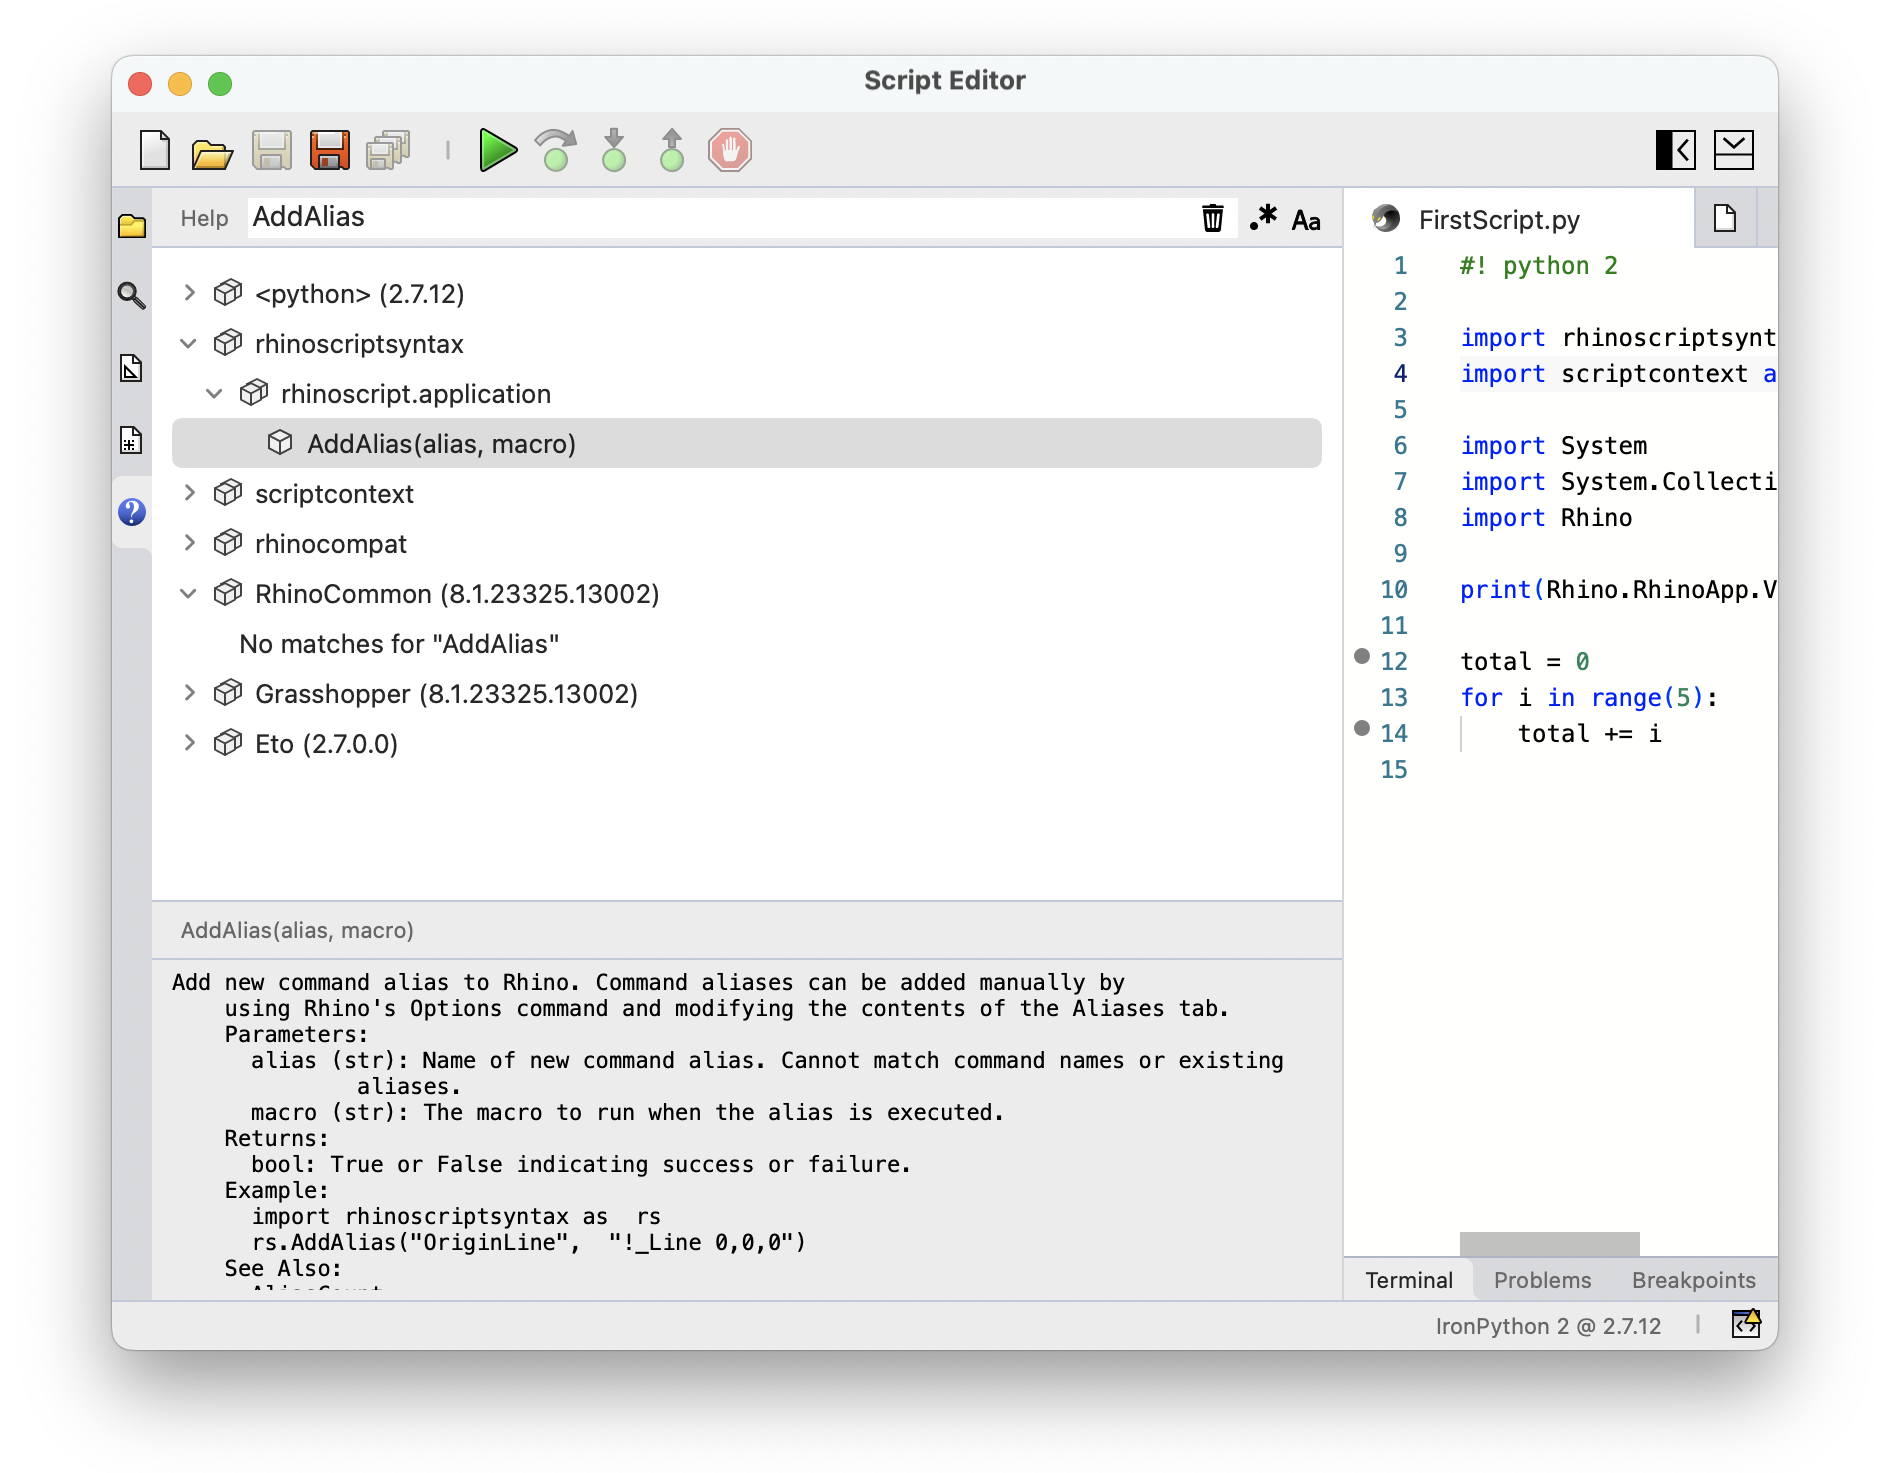 Script Editor
Help AddAlias
.* Aa
<python> (2.7.12)
rhinoscriptsyntax
rhinoscript.application
AddAlias(alias, macro)
scriptcontext
rhinocompat
RhinoCommon (8.1.23325.13002)
No matches for "AddAlias"
Grasshopper (8.1.23325.13002)
Eto (2.7.0.0)
AddAlias(alias, macro)
Add new command alias to Rhino. Command aliases can be added manually by
using Rhino's Options command and modifying the contents of the Aliases tab.
Parameters:
alias (str): Name of new command alias. Cannot match command names or existing
aliases.
macro (str): The macro to run when the alias is executed.
Returns:
bool: True or False indicating success or failure.
Example:
import rhinoscriptsyntax as  rs
rs.AddAlias("OriginLine",  "!_Line 0,0,0")
See Also:
FirstScript.py
1 #! python 2
2
3 import rhinoscriptsynt
4 import scriptcontext a
5
6 import System
7 import System.Collecti
8 import Rhino
9
10 print(Rhino.RhinoApp.V
11
12 total = 0
13 for i in range(5):
14     total += i
15
Terminal Problems Breakpoints
IronPython 2 @ 2.7.12